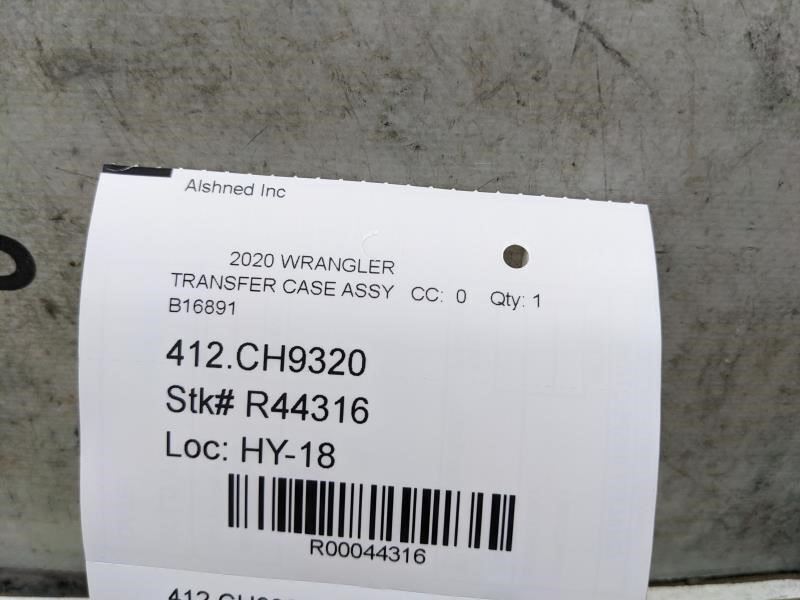 Alshned Inc
2020 WRANGLER
TRANSFER CASE ASSY CC: 0 Qty: 1
B16891
412.CH9320
Stk# R44316
Loc: HY-18
R00044316